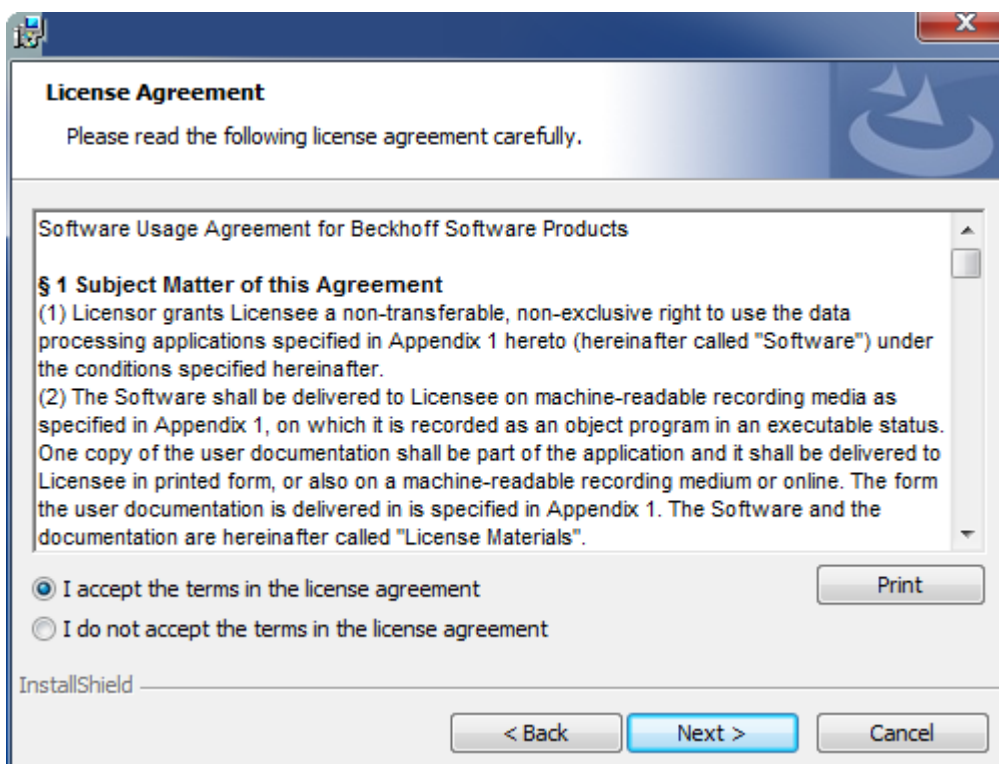 License Agreement
Please read the following license agreement carefully.
Software Usage Agreement for Beckhoff Software Products
§ 1 Subject Matter of this Agreement
(1) Licensor grants Licensee a non-transferable, non-exclusive right to use the data
processing applications specified in Appendix 1 hereto (hereinafter called "Software") under
the conditions specified hereinafter.
(2) The Software shall be delivered to Licensee on machine-readable recording media as
specified in Appendix 1, on which it is recorded as an object program in an executable status.
One copy of the user documentation shall be part of the application and it shall be delivered to
Licensee in printed form, or also on a machine-readable recording medium or online. The form
the user documentation is delivered in is specified in Appendix 1. The Software and the
documentation are hereinafter called "License Materials".
I accept the terms in the license agreement
Print
I do not accept the terms in the license agreement
InstallShield
< Back
Next >
Cancel